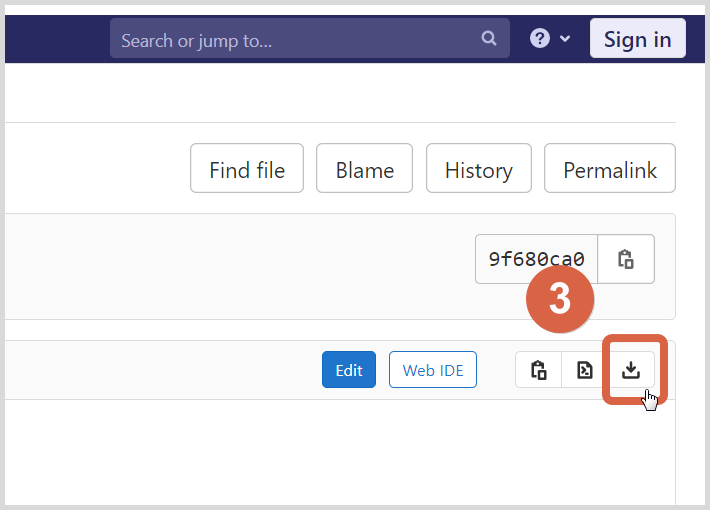 Search or jump to...
? Sign in
Find file Blame History Permalink
9f680ca0
3
Edit Web IDE